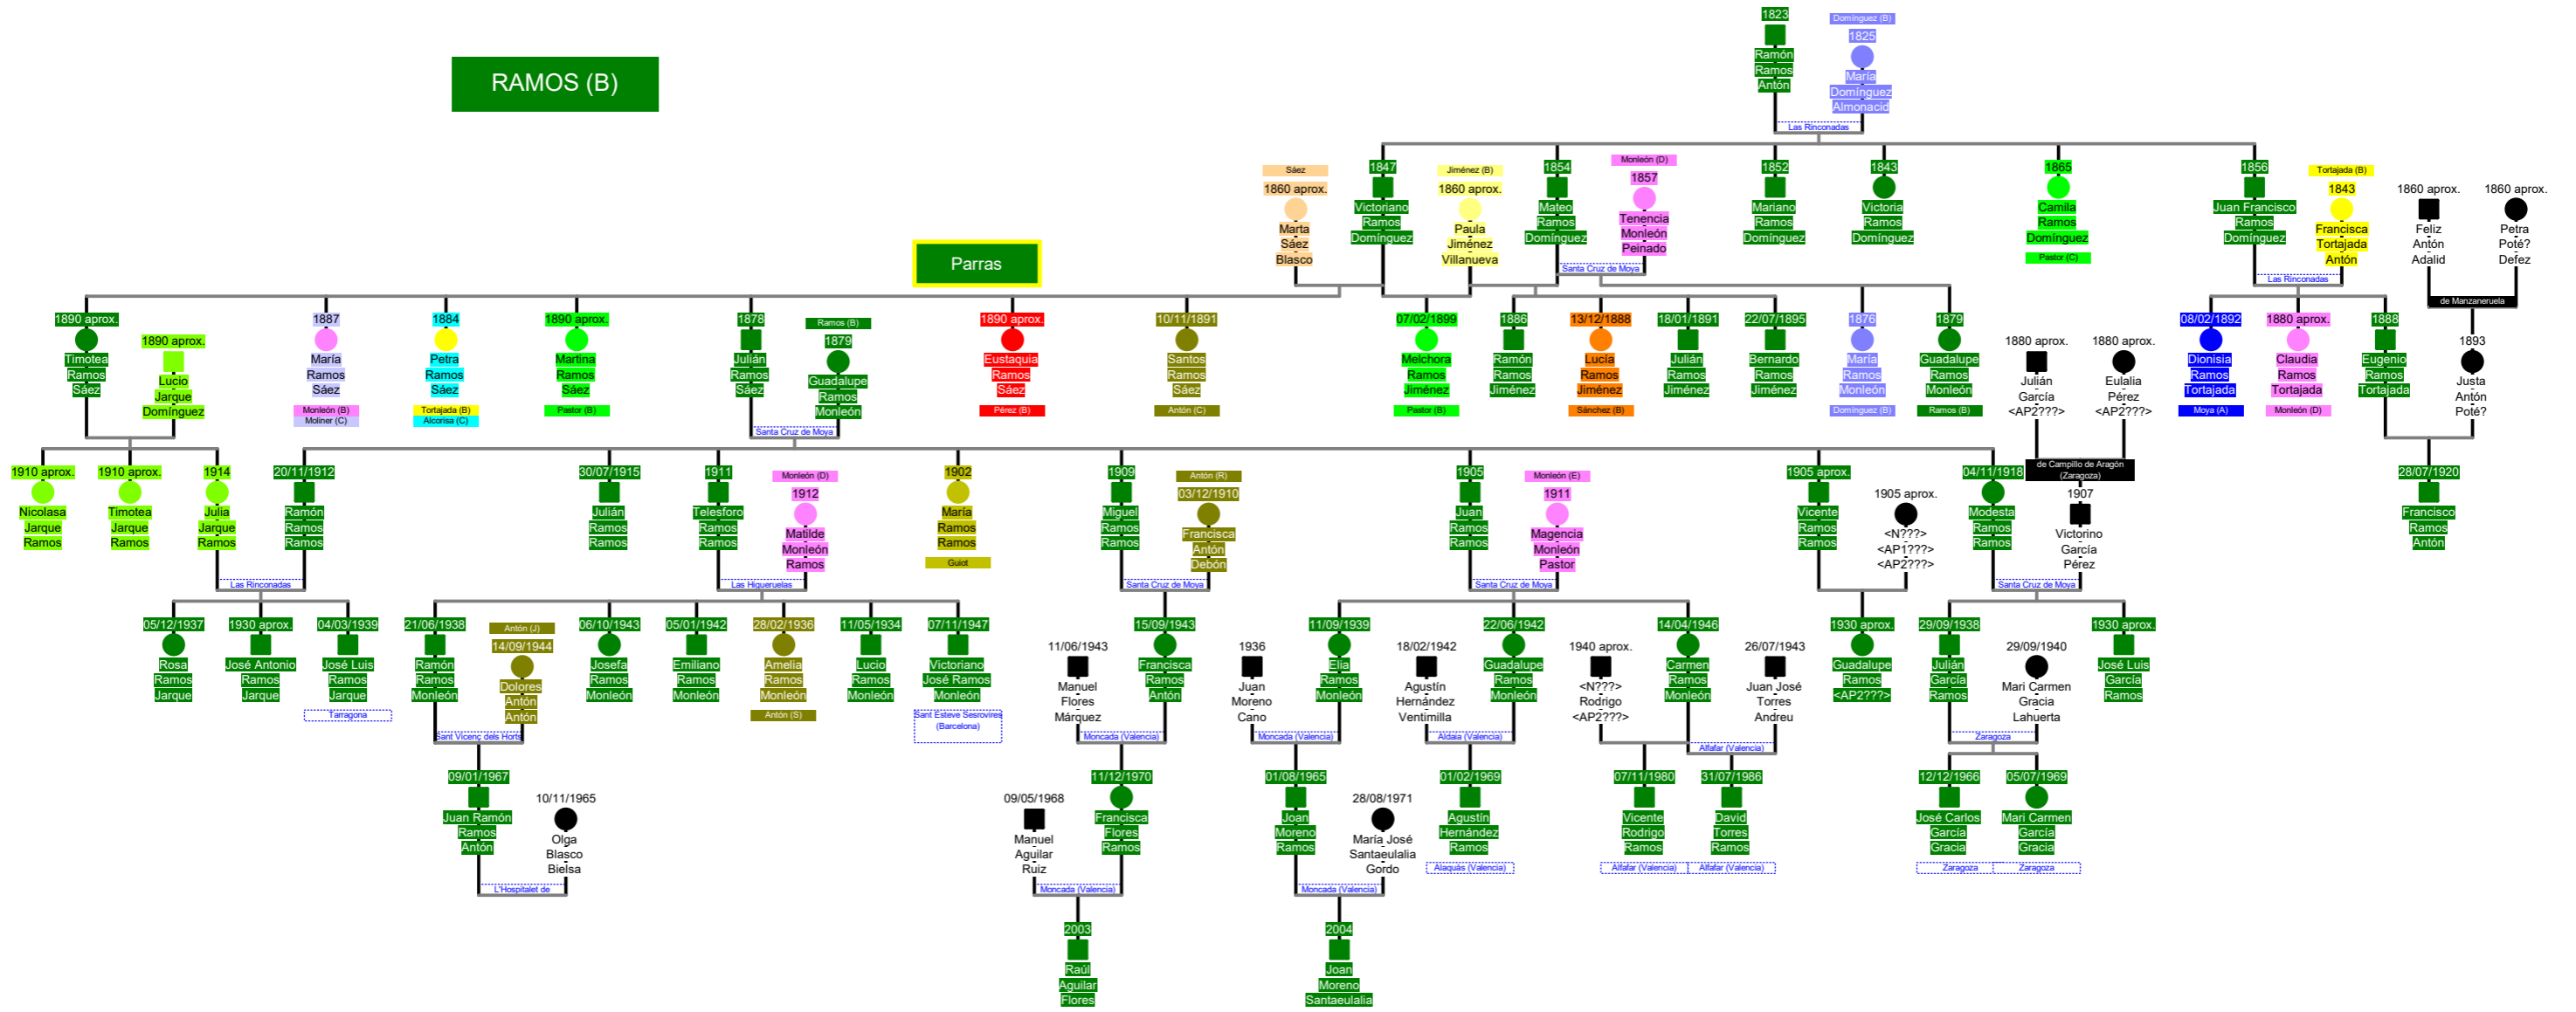 RAMOS (B)
1823
Ramón
Ramos
Antón
Domínguez (B)
1825
María
Domínguez
Almonacid
Las Rinconadas
Sáez
1860 aprox.
Marta
Sáez
Blasco
1847
Victoriano
Ramos
Domínguez
Jiménez (B)
1860 aprox.
Paula
Jiménez
Villanueva
1854
Mateo
Ramos
Domínguez
Monleón (D)
1857
Tenencia
Monleón
Peinado
Santa Cruz de Moya
1852
Mariano
Ramos
Domínguez
1843
Victoria
Ramos
Domínguez
1865
Camila
Ramos
Domínguez
Pastor (C)
1856
Juan Francisco
Ramos
Domínguez
Tortajada (B)
1843
Francisca
Tortajada
Antón
Las Rinconadas
1860 aprox.
Feliz
Antón
Adalid
1860 aprox.
Petra
Poté?
Defez
de Manzaneruela
Parras
1890 aprox.
Timotea
Ramos
Sáez
1890 aprox.
Lucio
Jarque
Domínguez
1887
María
Ramos
Sáez
Monleón (B)
Moliner (C)
1884
Petra
Ramos
Sáez
Tortajada (B)
Alcorisa (C)
1890 aprox.
Martina
Ramos
Sáez
Pastor (B)
1878
Julián
Ramos
Sáez
Ramos (B)
1879
Guadalupe
Ramos
Monleón
Santa Cruz de Moya
1890 aprox.
Eustaquia
Ramos
Sáez
Pérez (B)
10/11/1891
Santos
Ramos
Sáez
Antón (C)
07/02/1899
Melchora
Ramos
Jiménez
Pastor (B)
1886
Ramón
Ramos
Jiménez
13/12/1888
Lucía
Ramos
Jiménez
Sánchez (B)
18/01/1891
Julián
Ramos
Jiménez
22/07/1895
Bernardo
Ramos
Jiménez
1876
María
Ramos
Monleón
Domínguez (B)
1879
Guadalupe
Ramos
Monleón
Ramos (B)
1880 aprox.
Julián
García
<AP2???>
1880 aprox.
Eulalia
Pérez
<AP2???>
de Campillo de Aragón
(Zaragoza)
08/02/1892
Dionisia
Ramos
Tortajada
Moya (A)
1880 aprox.
Claudia
Ramos
Tortajada
Monleón (D)
1888
Eugenio
Ramos
Tortajada
1893
Justa
Antón
Poté?
1910 aprox.
Nicolasa
Jarque
Ramos
1910 aprox.
Timotea
Jarque
Ramos
1914
Julia
Jarque
Ramos
20/11/1912
Ramón
Ramos
Ramos
Las Rinconadas
30/07/1915
Julián
Ramos
Ramos
1911
Telesforo
Ramos
Ramos
Monleón (D)
1912
Matilde
Monleón
Ramos
Las Higueruelas
1902
María
Ramos
Ramos
Guiot
1909
Miguel
Ramos
Ramos
Antón (R)
03/12/1910
Francisca
Antón
Debón
Santa Cruz de Moya
1905
Juan
Ramos
Ramos
Monleón (E)
1911
Magencia
Monleón
Pastor
Santa Cruz de Moya
1905 aprox.
Vicente
Ramos
Ramos
1905 aprox.
<N???>
<AP1???>
<AP2???>
04/11/1918
Modesta
Ramos
Ramos
1907
Victorino
García
Pérez
Santa Cruz de Moya
28/07/1920
Francisco
Ramos
Antón
05/12/1937
Rosa
Ramos
Jarque
1930 aprox.
José Antonio
Ramos
Jarque
04/03/1939
José Luis
Ramos
Jarque
Tarragona
21/06/1938
Ramón
Ramos
Monleón
Antón (J)
14/09/1944
Dolores
Antón
Antón
Sant Vicenç dels Horts
06/10/1943
Josefa
Ramos
Monleón
05/01/1942
Emiliano
Ramos
Monleón
28/02/1936
Amelia
Ramos
Monleón
Antón (S)
11/05/1934
Lucio
Ramos
Monleón
07/11/1947
Victoriano
José Ramos
Monleón
Sant Esteve Sesrovires
(Barcelona)
11/06/1943
Manuel
Flores
Márquez
15/09/1943
Francisca
Ramos
Antón
Moncada (Valencia)
1936
Juan
Moreno
Cano
11/09/1939
Elia
Ramos
Monleón
Moncada (Valencia)
18/02/1942
Agustín
Hernández
Ventimilla
22/06/1942
Guadalupe
Ramos
Monleón
Aldaia (Valencia)
1940 aprox.
<N???>
Rodrigo
<AP2???>
14/04/1946
Carmen
Ramos
Monleón
26/07/1943
Juan José
Torres
Andreu
Alfafar (Valencia)
1930 aprox.
Guadalupe
Ramos
<AP2???>
29/09/1938
Julián
García
Ramos
29/09/1940
Mari Carmen
Gracia
Lahuerta
Zaragoza
1930 aprox.
José Luis
García
Ramos
09/01/1967
Juan Ramón
Ramos
Antón
10/11/1965
Olga
Blasco
Bielsa
L'Hospitalet de
09/05/1968
Manuel
Aguilar
Ruiz
11/12/1970
Francisca
Flores
Ramos
Moncada (Valencia)
01/08/1965
Joan
Moreno
Ramos
28/08/1971
María José
Santaeulalia
Gordo
Moncada (Valencia)
01/02/1969
Agustín
Hernández
Ramos
Alaquàs (Valencia)
07/11/1980
Vicente
Rodrigo
Ramos
Alfafar (Valencia)
31/07/1986
David
Torres
Ramos
Alfafar (Valencia)
12/12/1966
José Carlos
García
Gracia
Zaragoza
05/07/1969
Mari Carmen
García
Gracia
Zaragoza
2003
Raúl
Aguilar
Flores
2004
Joan
Moreno
Santaeulalia